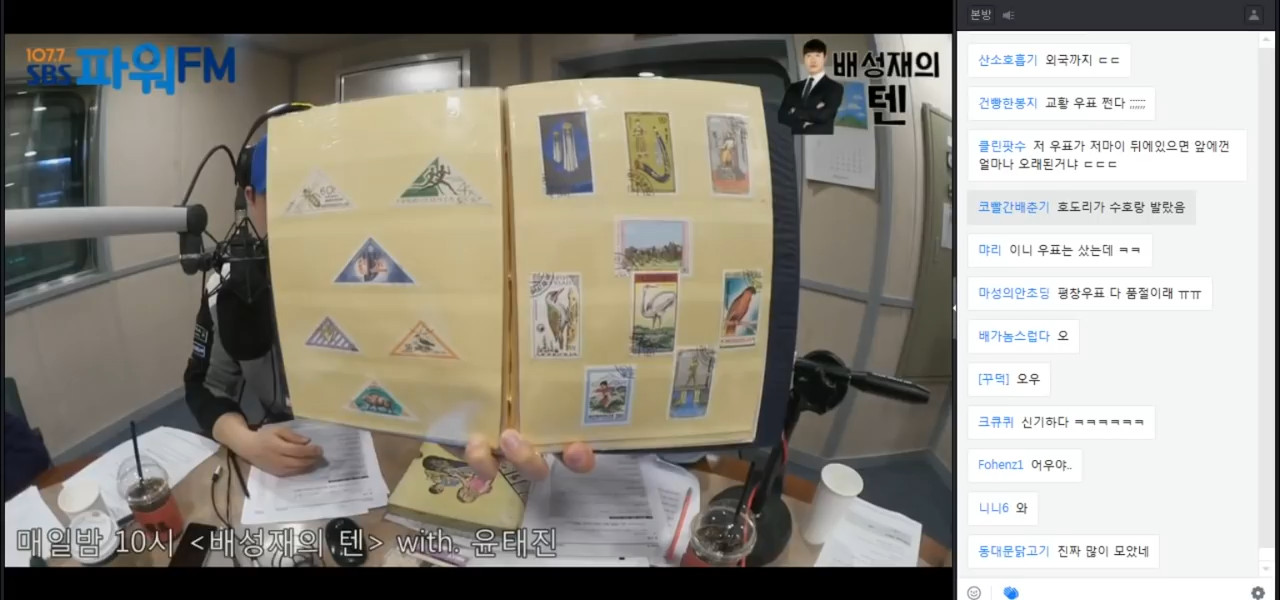 107.7
SBS 파워FM
배성재의
텐
매일밤 10시 <배성재의 텐> with. 윤태진
본방
산소호흡기 외국까지 ㄷㄷ
건빵한봉지 교황 우표 쩐다 ;;;;;;
클린팟수 저 우표가 저마이 뒤에있으면 앞에껀
얼마나 오래된거냐 ㄷㄷㄷ
코빨간배춘기 호도리가 수호랑 발랐음
먀리 이니 우표는 샀는데 ㅋㅋ
마성의안초딩 평창우표 다 품절이래 ㅠㅠ
배가놈스럽다 오
[꾸덕] 오우
크큐퀴 신기하다 ㅋㅋㅋㅋㅋㅋ
Fohenz1 어우야..
니니6 와
동대문닭고기 진짜 많이 모았네